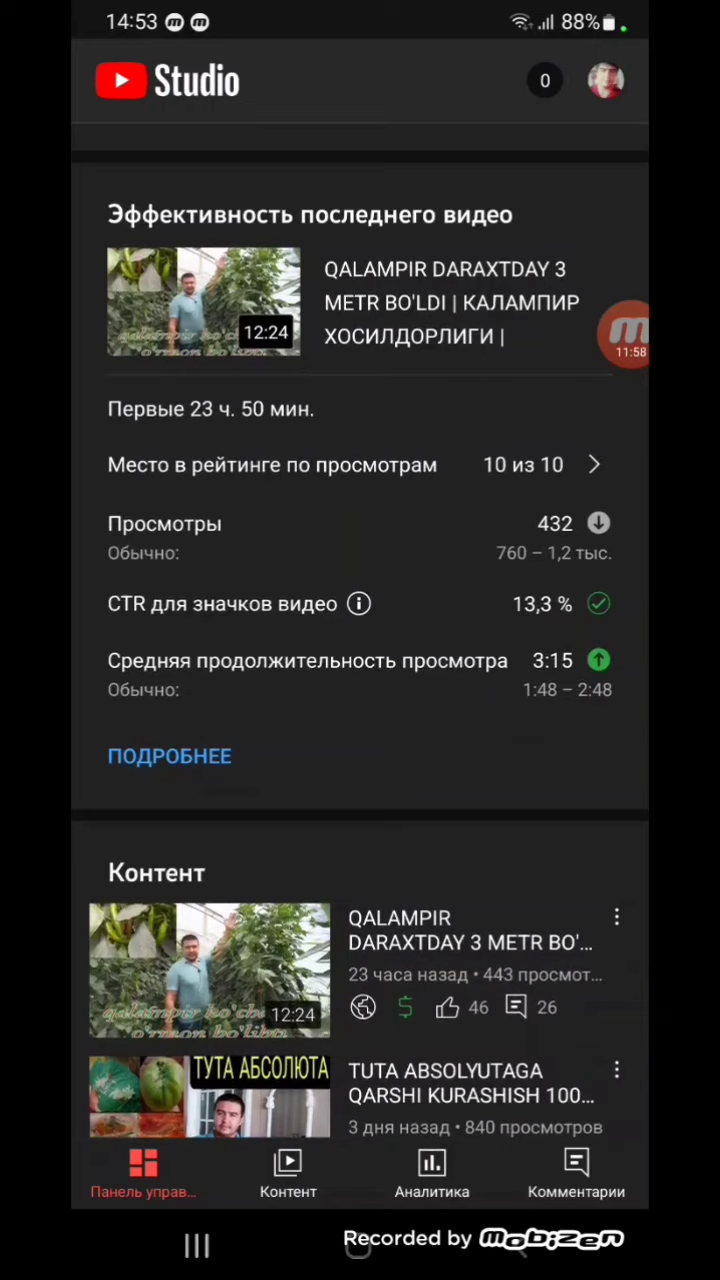 14:53
88%
Studio
0
Эффективность последнего видео
12:24
QALAMPIR DARAXTDAY 3
METR BO'LDI | КАЛАМПИР
ХОСИЛДОРЛИГИ |
11:58
Первые 23 ч. 50 мин.
Место в рейтинге по просмотрам 10 из 10
Просмотры 432
Обычно: 760 – 1,2 тыс.
CTR для значков видео 13,3 %
Средняя продолжительность просмотра 3:15
Обычно: 1:48 – 2:48
ПОДРОБНЕЕ
Контент
QALAMPIR
DARAXTDAY 3 METR BO'...
23 часа назад • 443 просмот...
46 26
12:24
ТУТА АБСОЛЮТА
TUTA ABSOLYUTAGA
QARSHI KURASHISH 100...
3 дня назад • 840 просмотров
Панель управ... Контент Аналитика Комментарии
Recorded by mobizen